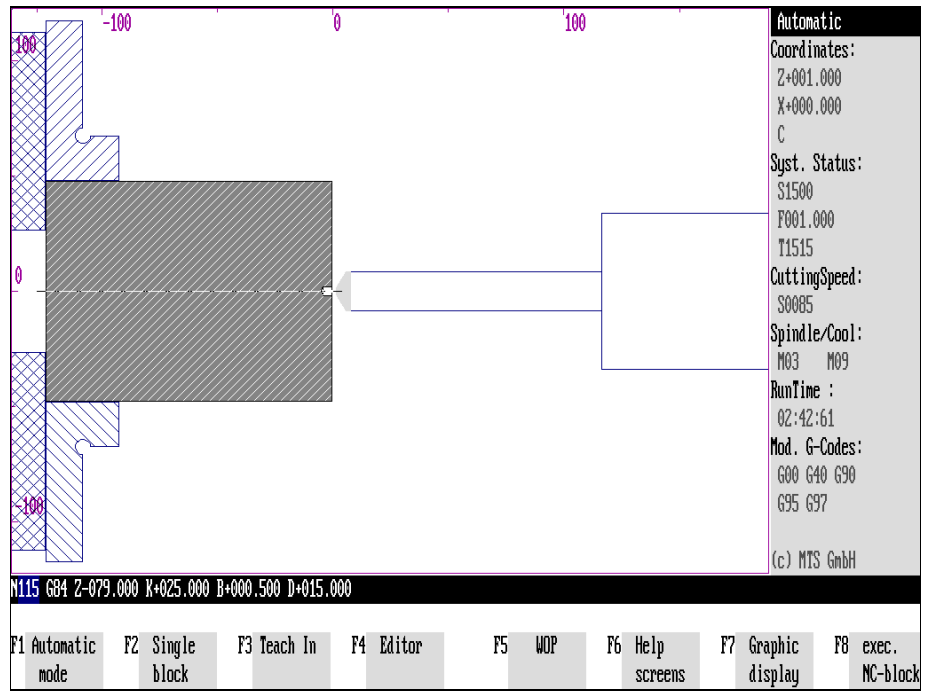 -100 0 100
100
0
-100
Automatic
Coordinates:
Z+001.000
X+000.000
C
Syst. Status:
S1500
F001.000
T1515
CuttingSpeed:
S0085
Spindle/Cool:
M03 M09
RunTime :
02:42:61
Mod. G-Codes:
G00 G40 G90
G95 G97
(c) MTS GmbH
N115 G84 Z-079.000 K+025.000 B+000.500 D+015.000
F1 Automatic mode
F2 Single block
F3 Teach In
F4 Editor
F5 WOP
F6 Help screens
F7 Graphic display
F8 exec. NC-block